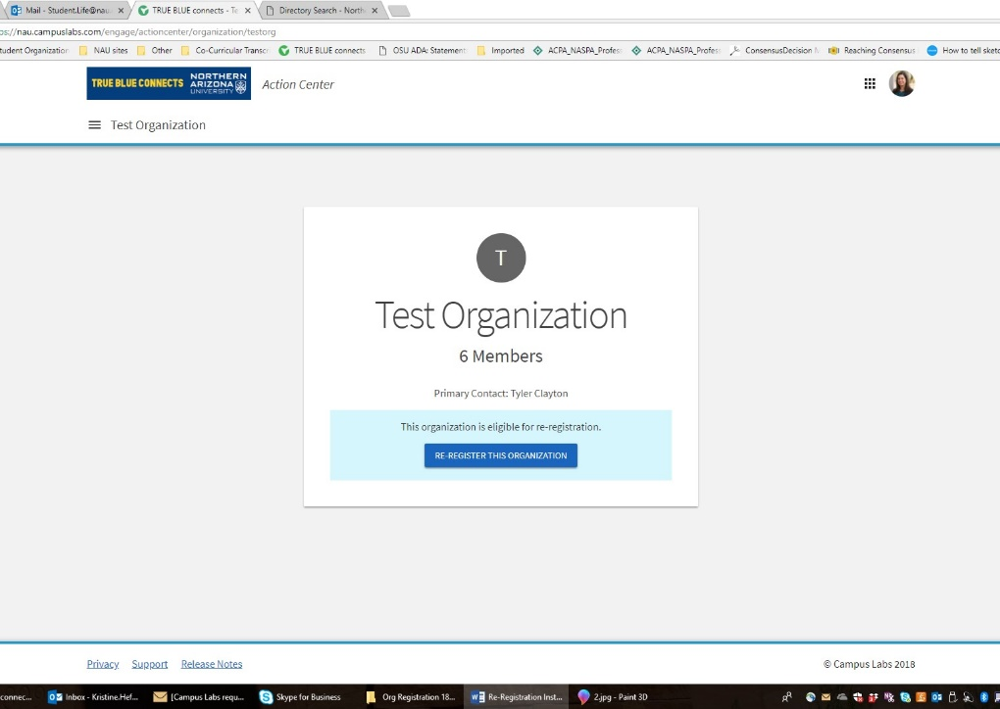 Mail - Student.Life@nau
TRUE BLUE connects - Te
Directory Search - North
ps://nau.campuslabs.com/engage/actioncenter/organization/testorg
tudent Organization NAU sites Other Co-Curricular Transcr TRUE BLUE connects OSU ADA: Statement Imported ACPA_NASPA_Profes ACPA_NASPA_Profes ConsensusDecision M Reaching Consensus How to tell sketc
TRUE BLUE CONNECTS NORTHERN ARIZONA UNIVERSITY Action Center
Test Organization
T
Test Organization
6 Members
Primary Contact: Tyler Clayton
This organization is eligible for re-registration.
RE-REGISTER THIS ORGANIZATION
Privacy Support Release Notes © Campus Labs 2018
connec... Inbox - Kristine.Hef... [Campus Labs requ... Skype for Business Org Registration 18... Re-Registration Inst... 2.jpg - Paint 3D